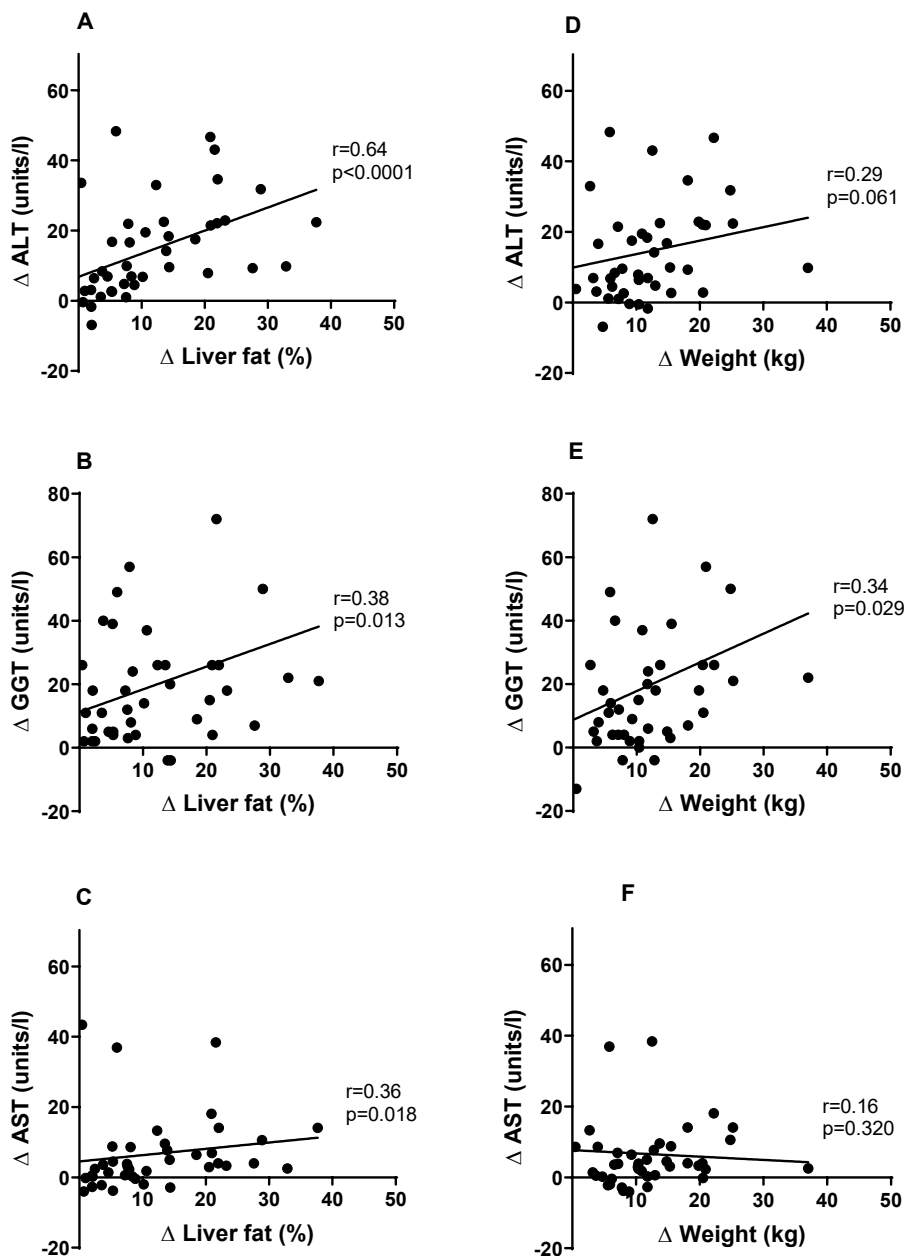 A
60
40
20
0
-20
Δ ALT (units/l)
10
20
30
40
50
Δ Liver fat (%)
r=0.64
p<0.0001
D
60
40
20
0
-20
Δ ALT (units/l)
10
20
30
40
50
Δ Weight (kg)
r=0.29
p=0.061
B
80
60
40
20
0
-20
Δ GGT (units/l)
10
20
30
40
50
Δ Liver fat (%)
r=0.38
p=0.013
E
80
60
40
20
0
-20
Δ GGT (units/l)
10
20
30
40
50
Δ Weight (kg)
r=0.34
p=0.029
C
60
40
20
0
-20
Δ AST (units/l)
10
20
30
40
50
Δ Liver fat (%)
r=0.36
p=0.018
F
60
40
20
0
-20
Δ AST (units/l)
10
20
30
40
50
Δ Weight (kg)
r=0.16
p=0.320